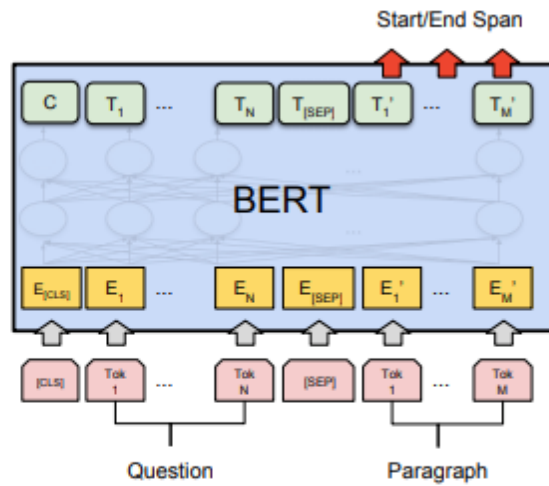 Start/End Span
C T1 ... TN T[SEP] T1' ... TM'
...
BERT
...
E[CLS] E1 ... EN E[SEP] E1' ... EM'
[CLS] Tok 1 ... Tok N [SEP] Tok 1 ... Tok M
Question Paragraph